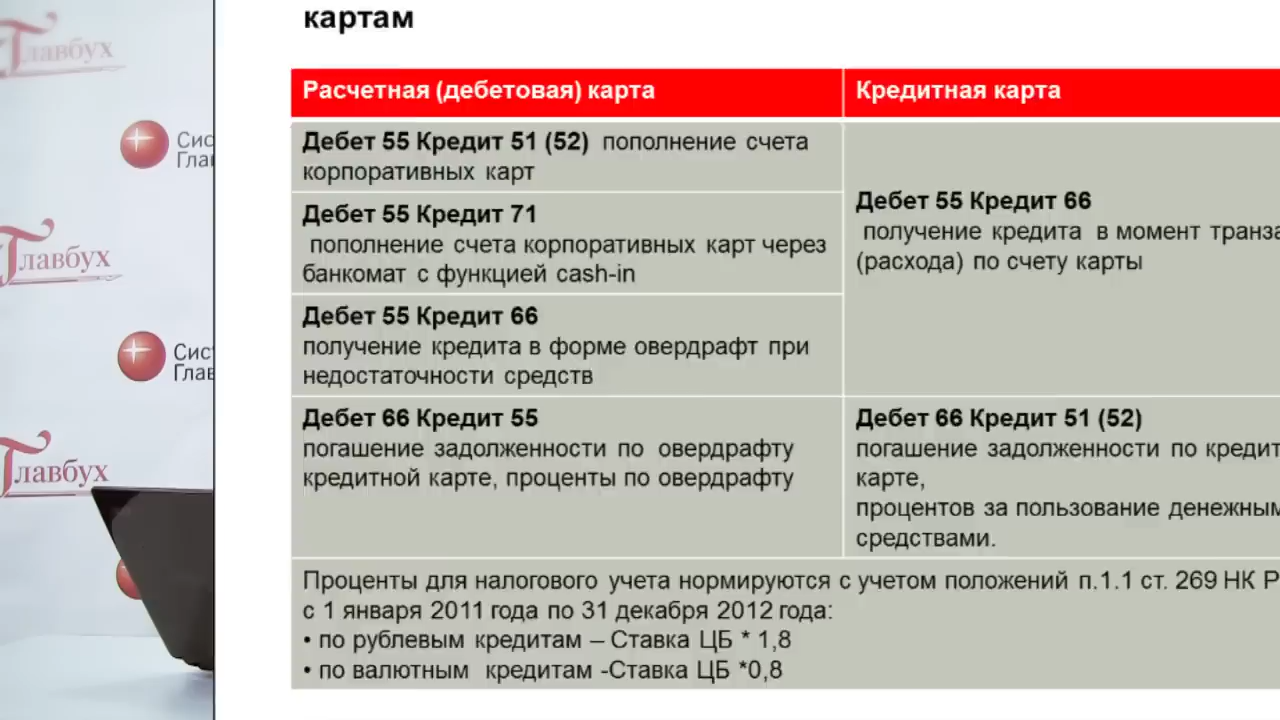 Главбух
Сис
Гла
Главбух
Сис
Глав
Главбух
картам
Расчетная (дебетовая) карта
Кредитная карта
Дебет 55 Кредит 51 (52) пополнение счета
корпоративных карт
Дебет 55 Кредит 71
пополнение счета корпоративных карт через
банкомат с функцией cash-in
Дебет 55 Кредит 66
получение кредита в форме овердрафт при
недостаточности средств
Дебет 55 Кредит 66
получение кредита в момент транза
(расхода) по счету карты
Дебет 66 Кредит 55
погашение задолженности по овердрафту
кредитной карте, проценты по овердрафту
Дебет 66 Кредит 51 (52)
погашение задолженности по кредит
карте,
процентов за пользование денежным
средствами.
Проценты для налогового учета нормируются с учетом положений п.1.1 ст. 269 НК Р
с 1 января 2011 года по 31 декабря 2012 года:
• по рублевым кредитам – Ставка ЦБ * 1,8
• по валютным кредитам -Ставка ЦБ *0,8